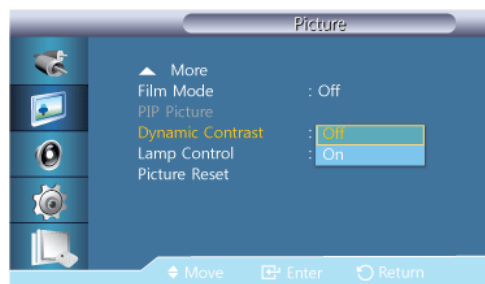 Picture
▲ More
Film Mode : Off
PIP Picture
Dynamic Contrast : Off
Lamp Control : On
Picture Reset
Move Enter Return